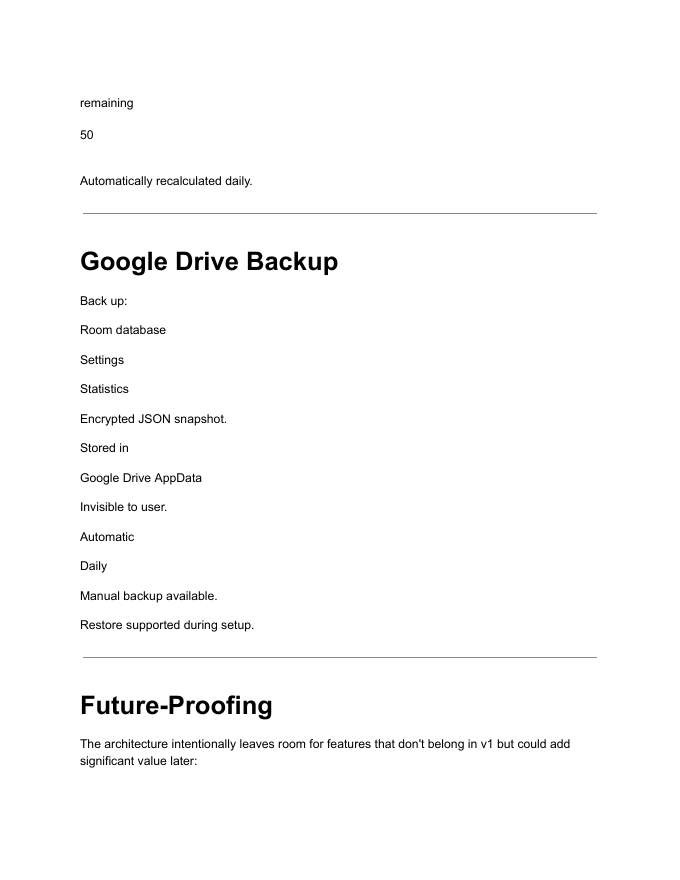 remaining
50
Automatically recalculated daily.
Google Drive Backup
Back up:
Room database
Settings
Statistics
Encrypted JSON snapshot.
Stored in
Google Drive AppData
Invisible to user.
Automatic
Daily
Manual backup available.
Restore supported during setup.
Future-Proofing
The architecture intentionally leaves room for features that don't belong in v1 but could add
significant value later: